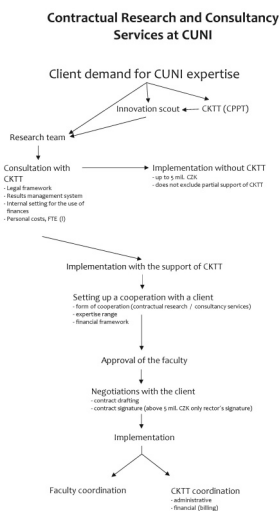 Contractual Research and Consultancy
Services at CUNI
Client demand for CUNI expertise
Innovation scout
CKTT (CPPT)
Research team
Consultation with
CKTT
- Legal framework
- Results management system
- Internal setting for the use of
finances
- Personal costs, FTE (!)
Implementation without CKTT
- up to 5 mil. CZK
- does not exclude partial support of CKTT
Implementation with the support of CKTT
Setting up a cooperation with a client
- form of cooperation (contractual research / consultancy services)
- expertise range
- financial framework
Approval of the faculty
Negotiations with the client
- contract drafting
- contract signature (above 5 mil. CZK only rector's signature)
Implementation
Faculty coordination
CKTT coordination
- administrative
- financial (billing)